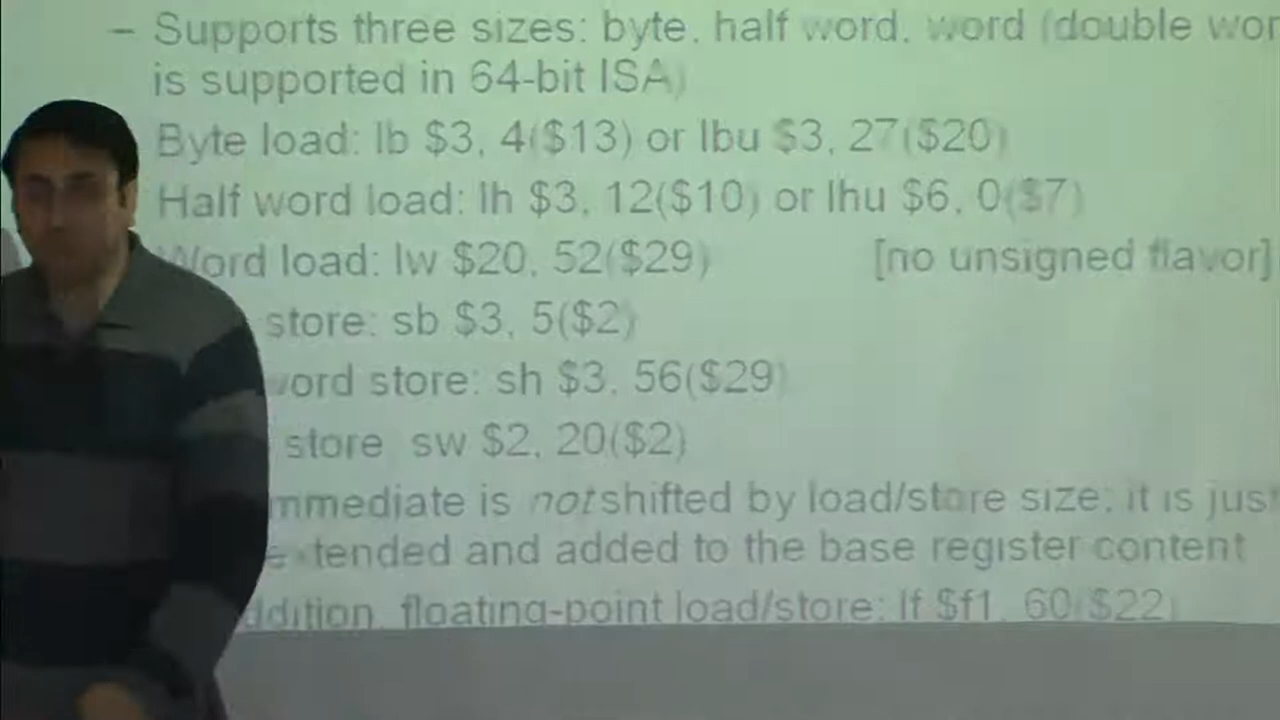 – Supports three sizes: byte, half word, word (double wor
is supported in 64-bit ISA)
Byte load: lb $3, 4($13) or lbu $3, 27($20)
Half word load: lh $3, 12($10) or lhu $6, 0($7)
Word load: lw $20, 52($29) [no unsigned flavor]
store: sb $3, 5($2)
word store: sh $3, 56($29)
store sw $2, 20($2)
mmediate is not shifted by load/store size; it is just
extended and added to the base register content
ddition, floating-point load/store: lf $f1, 60($22)